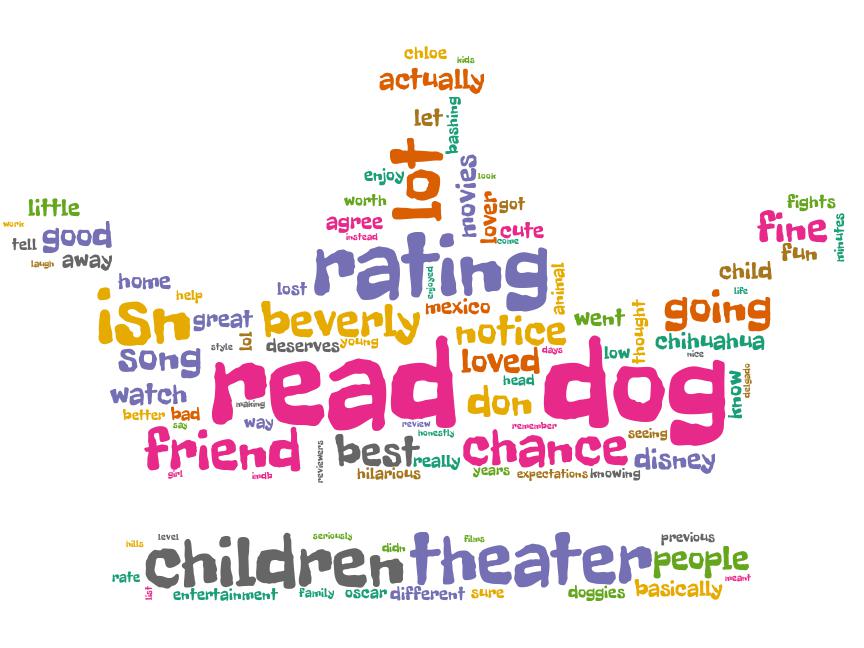 chloe kids
actually
let bashing
lot
enjoy movies look
worth lover got
agree cute
instead come
little
work
tell good
laugh away
fights
fine minutes
fun
child
home help lost rating enjoyed animal life
isn great lol beverly mexico notice went thought going
style deserves young
song loved days low chihuahua nice
watch read head don dog know delgado
better bad making
say way review remember
honestly
friend reviewers best really chance seeing disney
girl imdb hilarious years expectations knowing
hills level seriously didn films previous
children theater people
rate list meant
entertainment family oscar different sure doggies basically